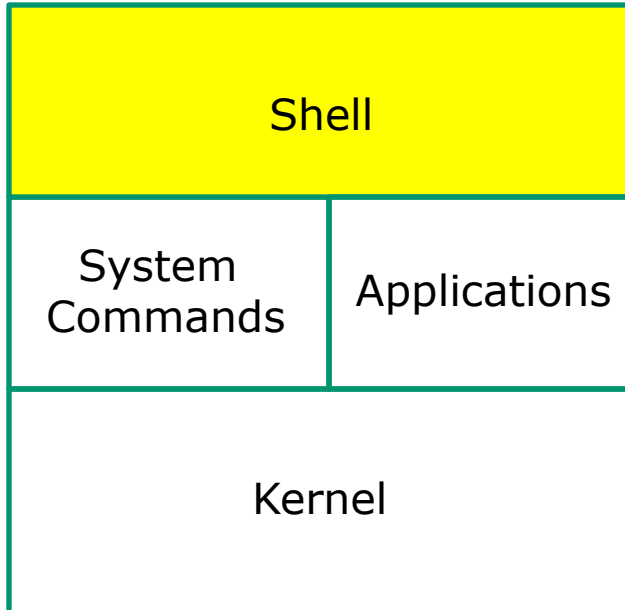 Shell
System
Commands
Applications
Kernel